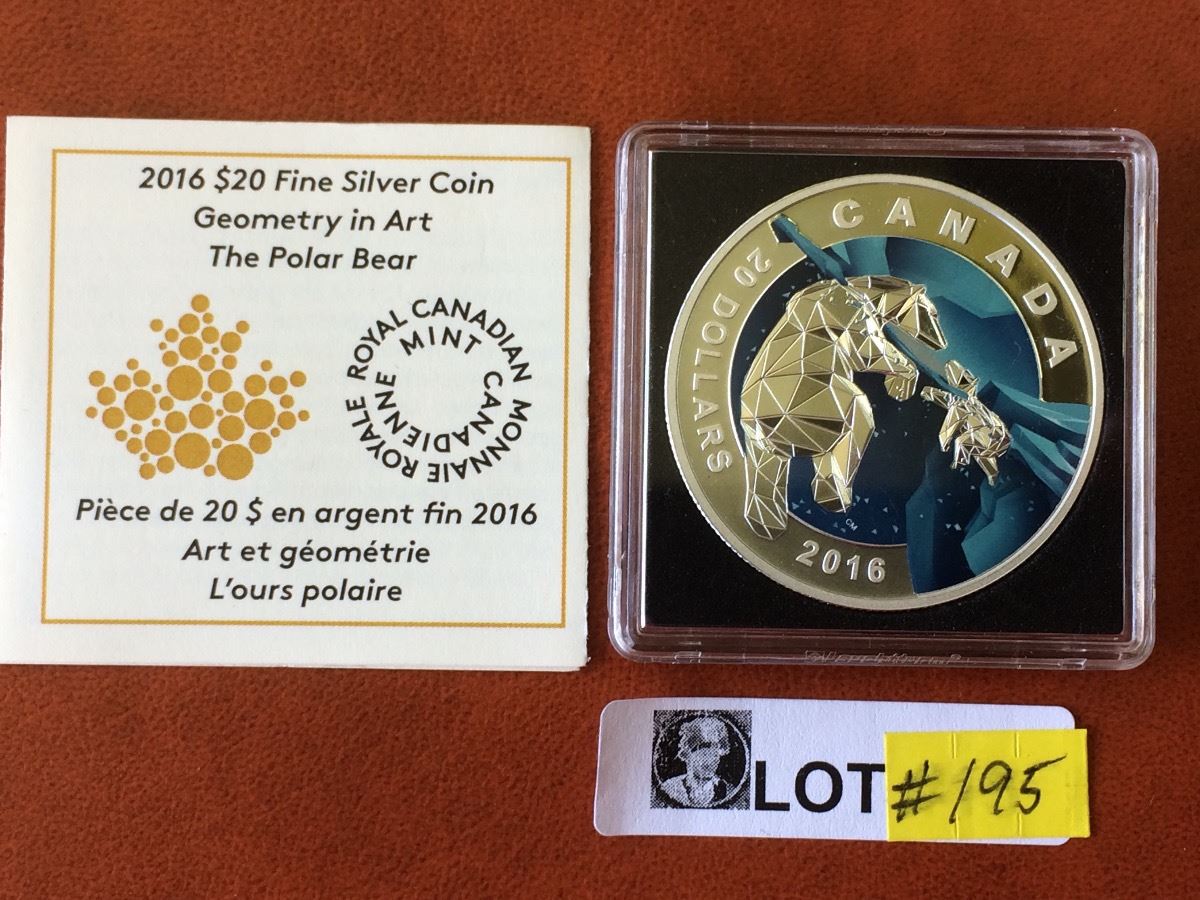 2016 $20 Fine Silver Coin
Geometry in Art
The Polar Bear
ROYAL CANADIAN MINT
MONNAIE ROYALE CANADIENNE
Pièce de 20 $ en argent fin 2016
Art et géométrie
L'ours polaire
CANADA
20 DOLLARS
CM
2016
LOT
#195